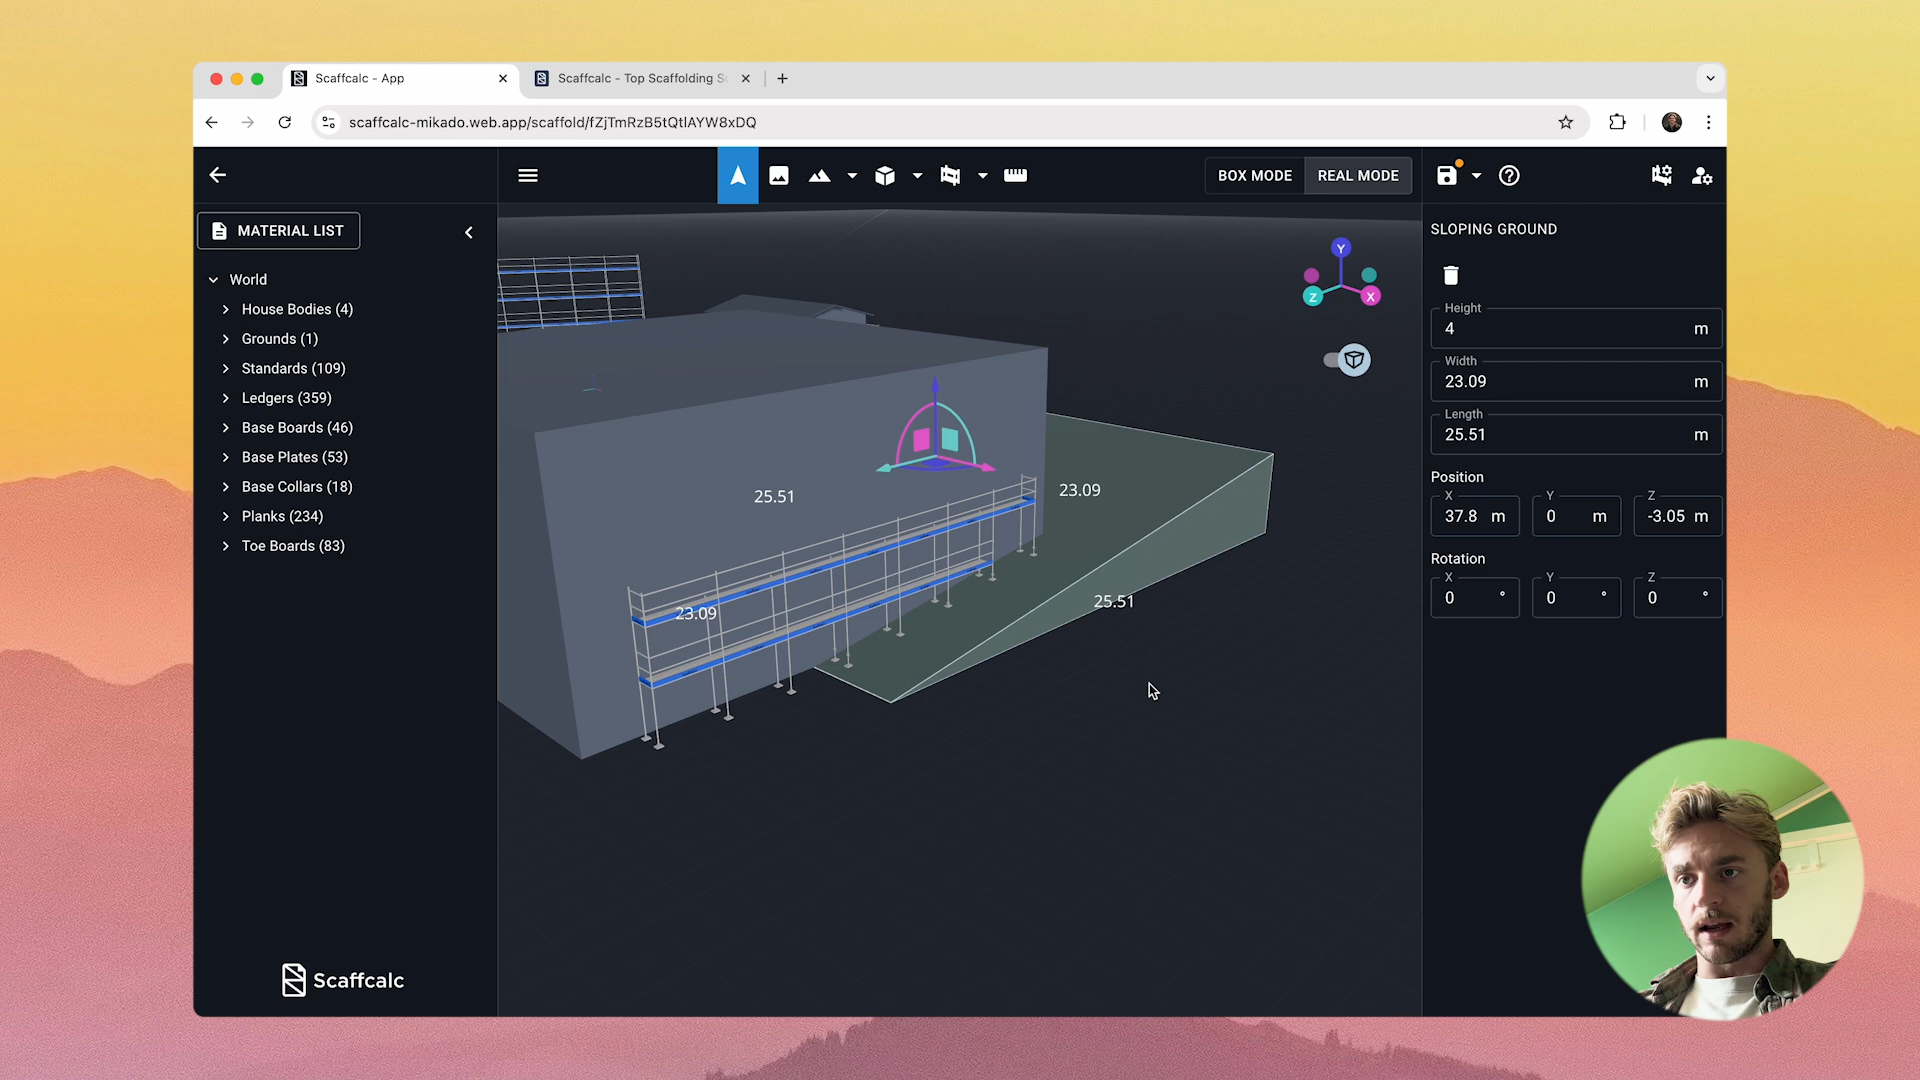 Scaffcalc - App
Scaffcalc - Top Scaffolding S
scaffcalc-mikado.web.app/scaffold/fZjTmRzB5tQtlAYW8xDQ
BOX MODE
REAL MODE
MATERIAL LIST
World
House Bodies (4)
Grounds (1)
Standards (109)
Ledgers (359)
Base Boards (46)
Base Plates (53)
Base Collars (18)
Planks (234)
Toe Boards (83)
Scaffcalc
Y
Z
X
25.51
23.09
23.09
25.51
SLOPING GROUND
Height
4 m
Width
23.09 m
Length
25.51 m
Position
X Y Z
37.8 m 0 m -3.05 m
Rotation
X Y Z
0 ° 0 ° 0 °